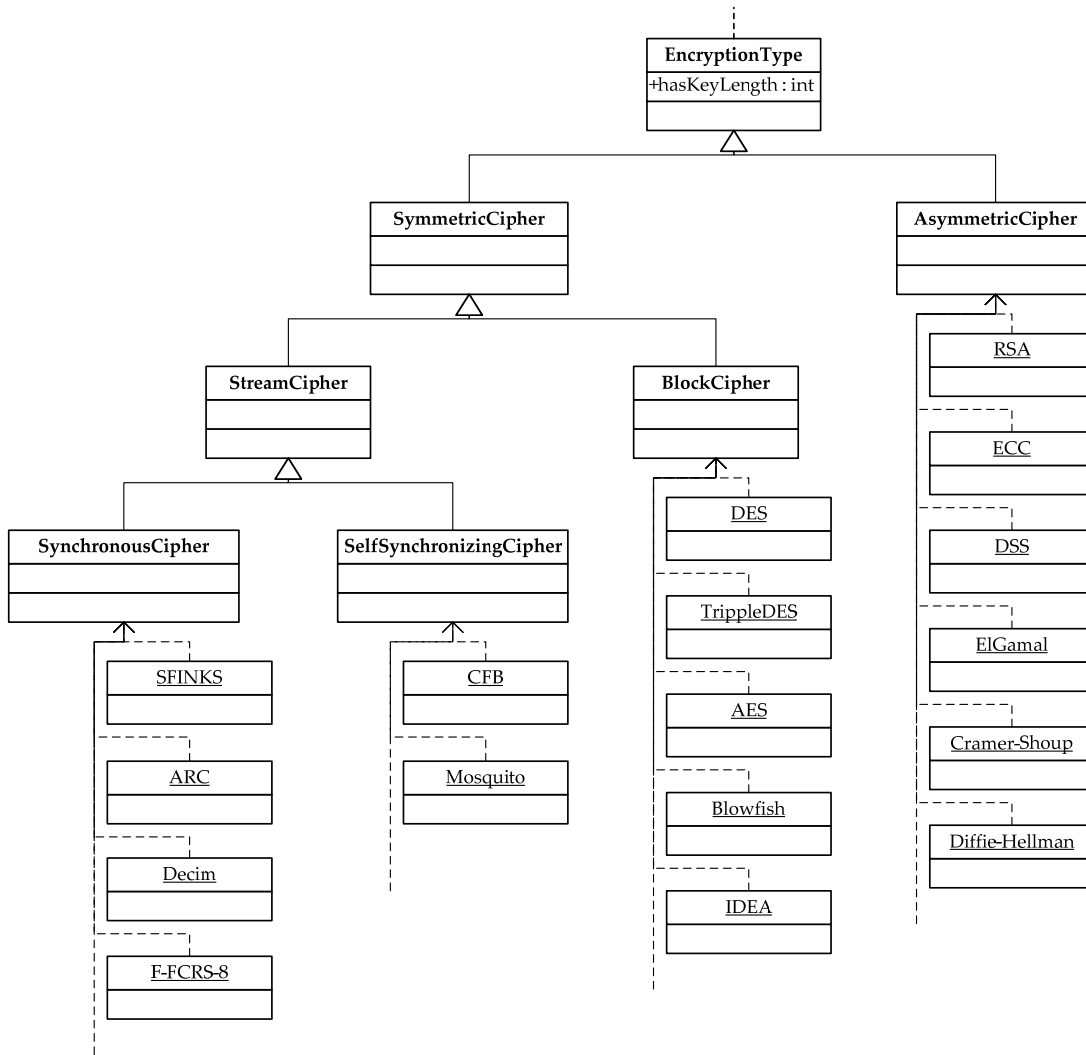 EncryptionType
+hasKeyLength : int
SymmetricCipher
AsymmetricCipher
RSA
StreamCipher
BlockCipher
ECC
DES
SynchronousCipher
SelfSynchronizingCipher
DSS
TrippleDES
ElGamal
SFINKS
CFB
AES
Cramer-Shoup
ARC
Mosquito
Blowfish
Diffie-Hellman
Decim
IDEA
F-FCRS-8